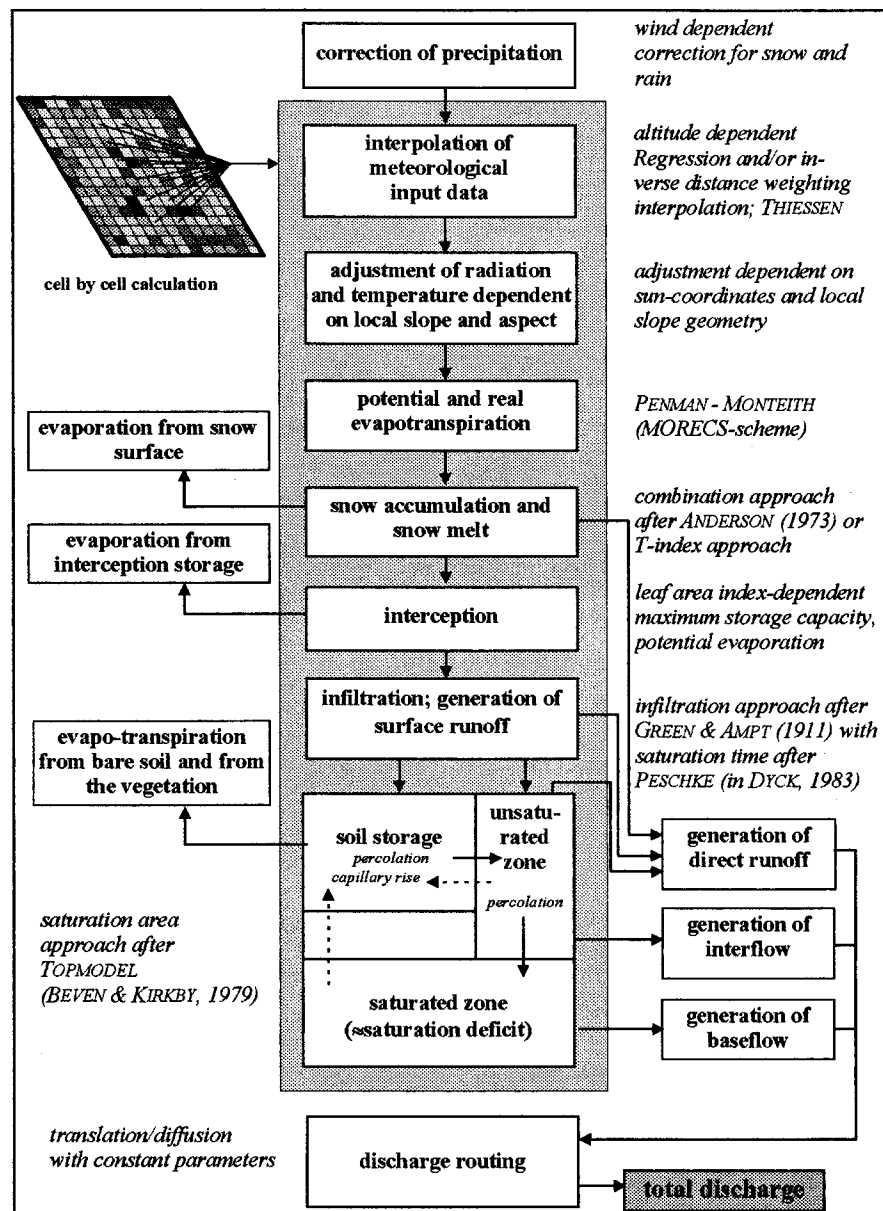 correction of precipitation
wind dependent
correction for snow and
rain
cell by cell calculation
interpolation of
meteorological
input data
altitude dependent
Regression and/or in-
verse distance weighting
interpolation; THIESSEN
adjustment of radiation
and temperature dependent
on local slope and aspect
adjustment dependent on
sun-coordinates and local
slope geometry
potential and real
evapotranspiration
PENMAN - MONTEITH
(MORECS-scheme)
evaporation from snow
surface
snow accumulation and
snow melt
combination approach
after ANDERSON (1973) or
T-index approach
evaporation from
interception storage
interception
leaf area index-dependent
maximum storage capacity,
potential evaporation
infiltration; generation of
surface runoff
infiltration approach after
GREEN & AMPT (1911) with
saturation time after
PESCHKE (in DYCK, 1983)
evapo-transpiration
from bare soil and from
the vegetation
soil storage
percolation
capillary rise
unsatu-
rated
zone
percolation
generation of
direct runoff
saturation area
approach after
TOPMODEL
(BEVEN & KIRKBY, 1979)
generation of
interflow
saturated zone
(≈saturation deficit)
generation of
baseflow
translation/diffusion
with constant parameters
discharge routing
total discharge